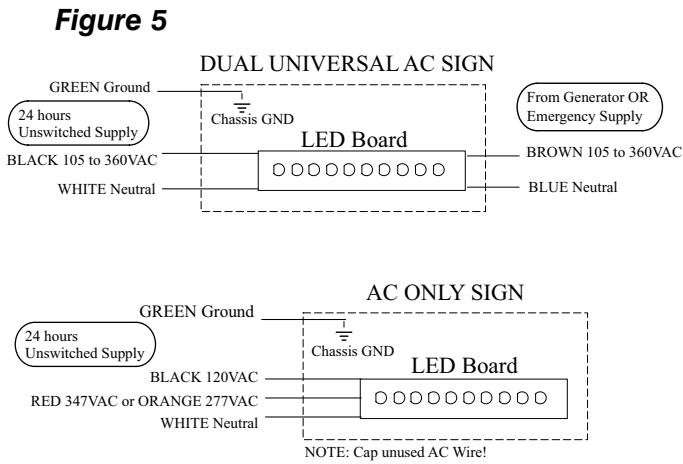 Figure 5
DUAL UNIVERSAL AC SIGN
GREEN Ground
Chassis GND
24 hours
Unswitched Supply
From Generator OR
Emergency Supply
LED Board
BLACK 105 to 360VAC
BROWN 105 to 360VAC
WHITE Neutral
BLUE Neutral
AC ONLY SIGN
GREEN Ground
24 hours
Unswitched Supply
Chassis GND
LED Board
BLACK 120VAC
RED 347VAC or ORANGE 277VAC
WHITE Neutral
NOTE: Cap unused AC Wire!